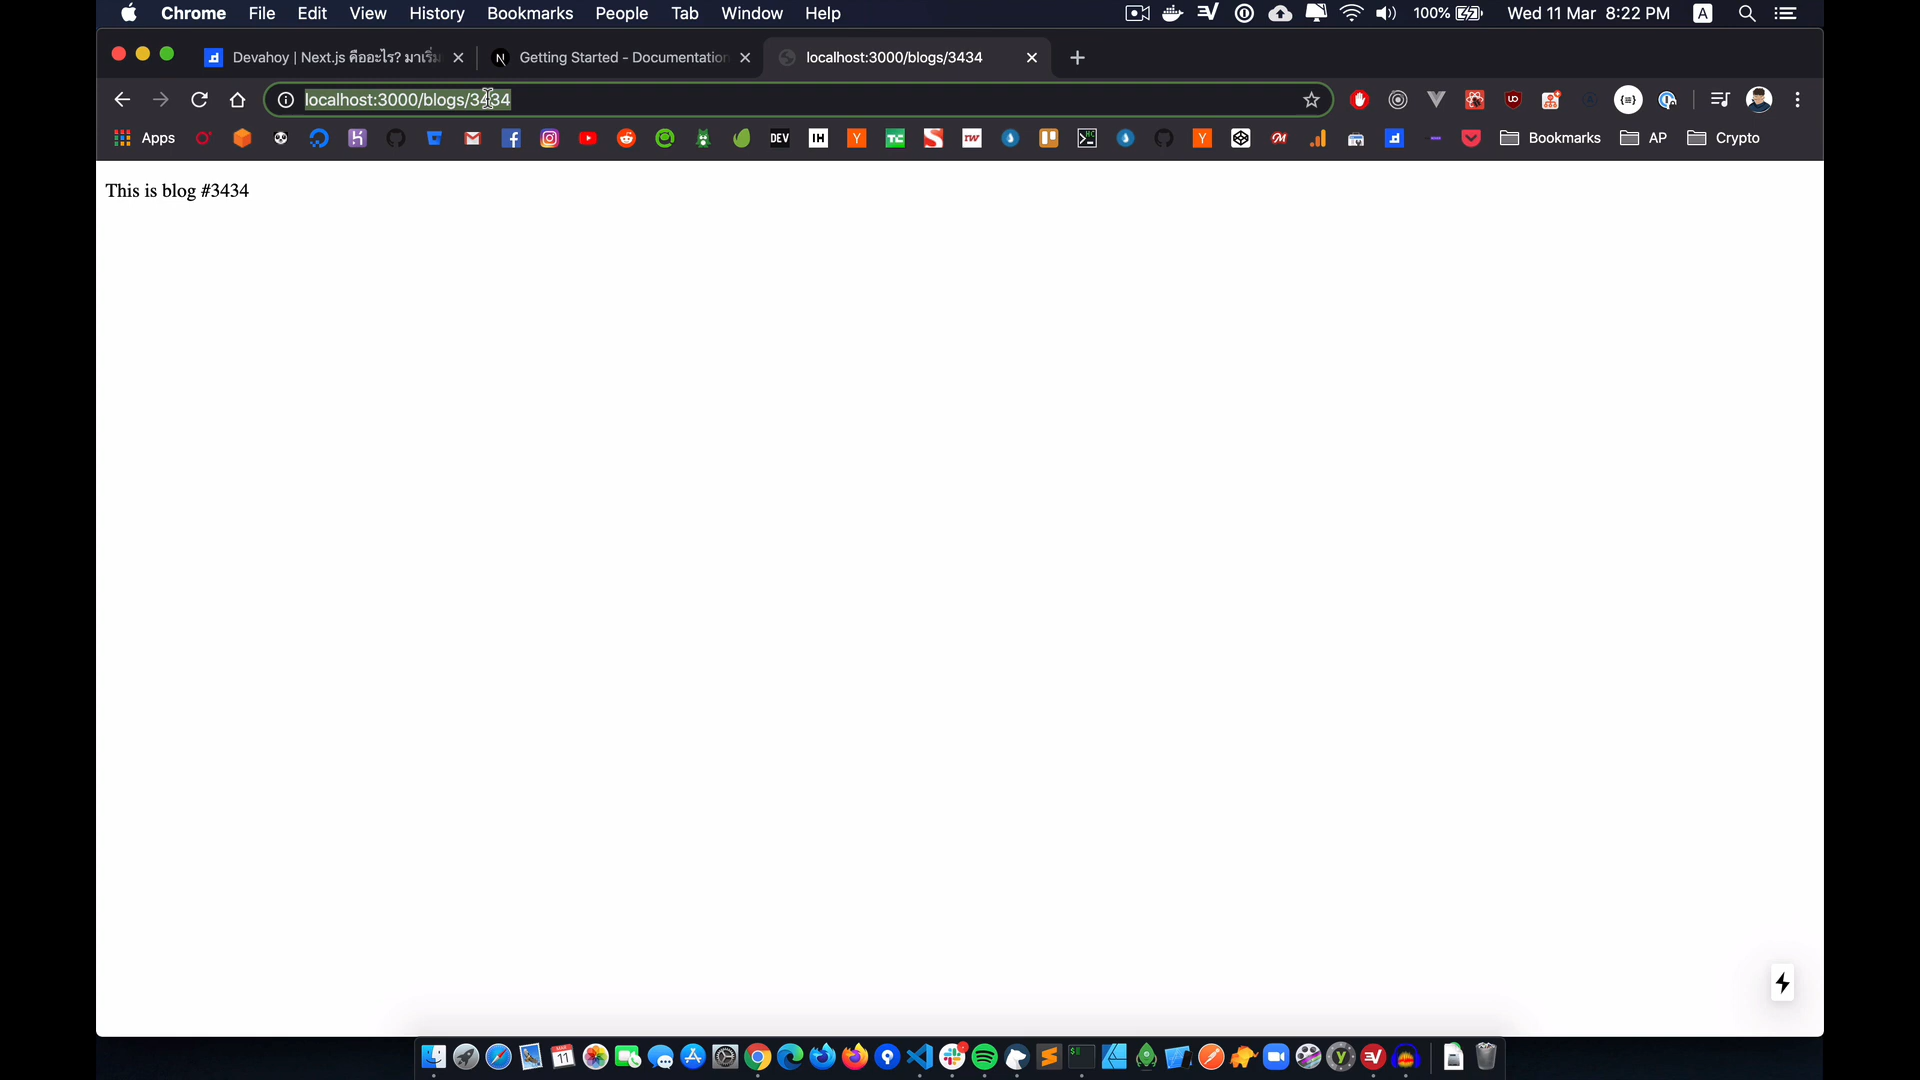 Chrome File Edit View History Bookmarks People Tab Window Help 100% Wed 11 Mar 8:22 PM A
Devahoy | Next.js คืออะไร? มาเริ่ม Getting Started - Documentation localhost:3000/blogs/3434
localhost:3000/blogs/3434
Apps DEV IH Bookmarks AP Crypto
This is blog #3434